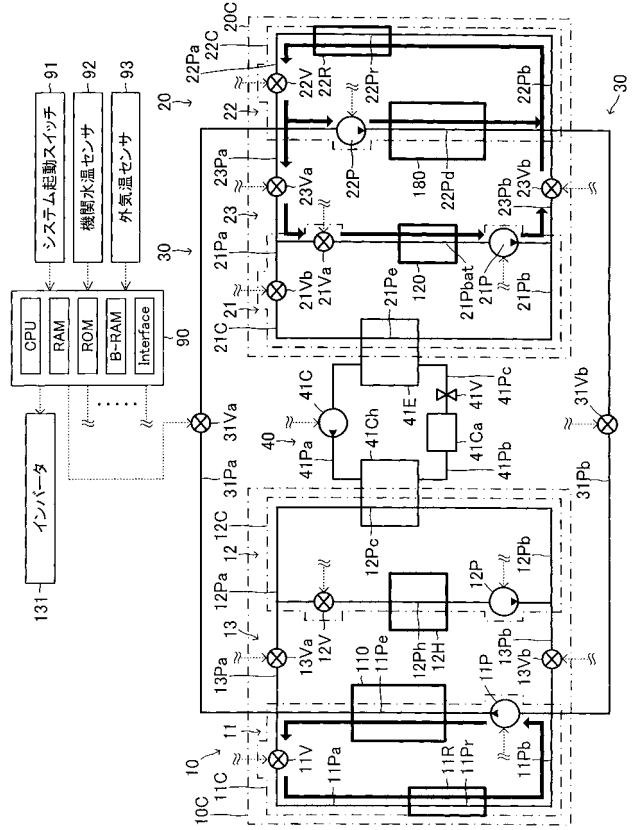 システム起動スイッチ
91
機関水温センサ
92
外気温センサ
93
CPU
RAM
ROM
B-RAM
Interface
90
インバータ
131
30
20
20C
22C
22Pa
22R
22Pr
22V
22
22P
180
22Pd
22Pb
23Pa
23Va
23
23Pb
23Vb
21Pa
21Vb
21Va
21
21C
120
21Pbat
21P
21Pb
21Pe
30
40
41C
41Pa
41Ch
41E
41V
41Pc
41Ca
41Pb
31Va
31Pa
31Vb
31Pb
12C
12
12Pa
12Pc
12V
12Ph
12H
12P
12Pb
13
13Pa
13Va
13Pb
13Vb
110
11Pe
11
11P
10
11V
11C
10C
11Pa
11R
11Pr
11Pb